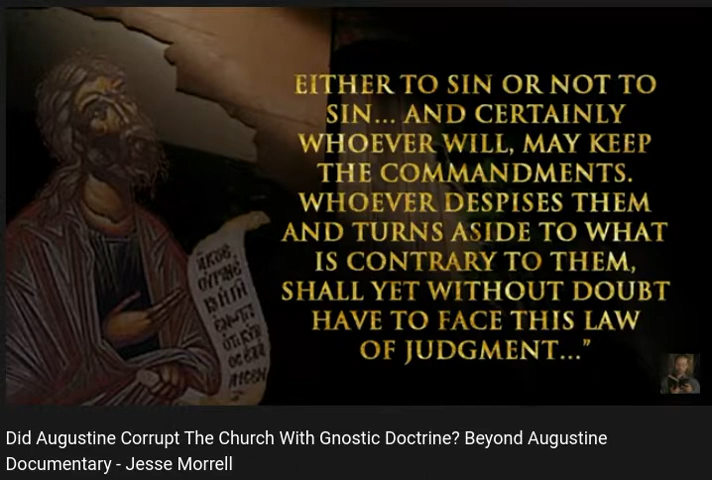 EITHER TO SIN OR NOT TO
SIN... AND CERTAINLY
WHOEVER WILL, MAY KEEP
THE COMMANDMENTS.
WHOEVER DESPISES THEM
AND TURNS ASIDE TO WHAT
IS CONTRARY TO THEM,
SHALL YET WITHOUT DOUBT
HAVE TO FACE THIS LAW
OF JUDGMENT..."
Did Augustine Corrupt The Church With Gnostic Doctrine? Beyond Augustine
Documentary - Jesse Morrell